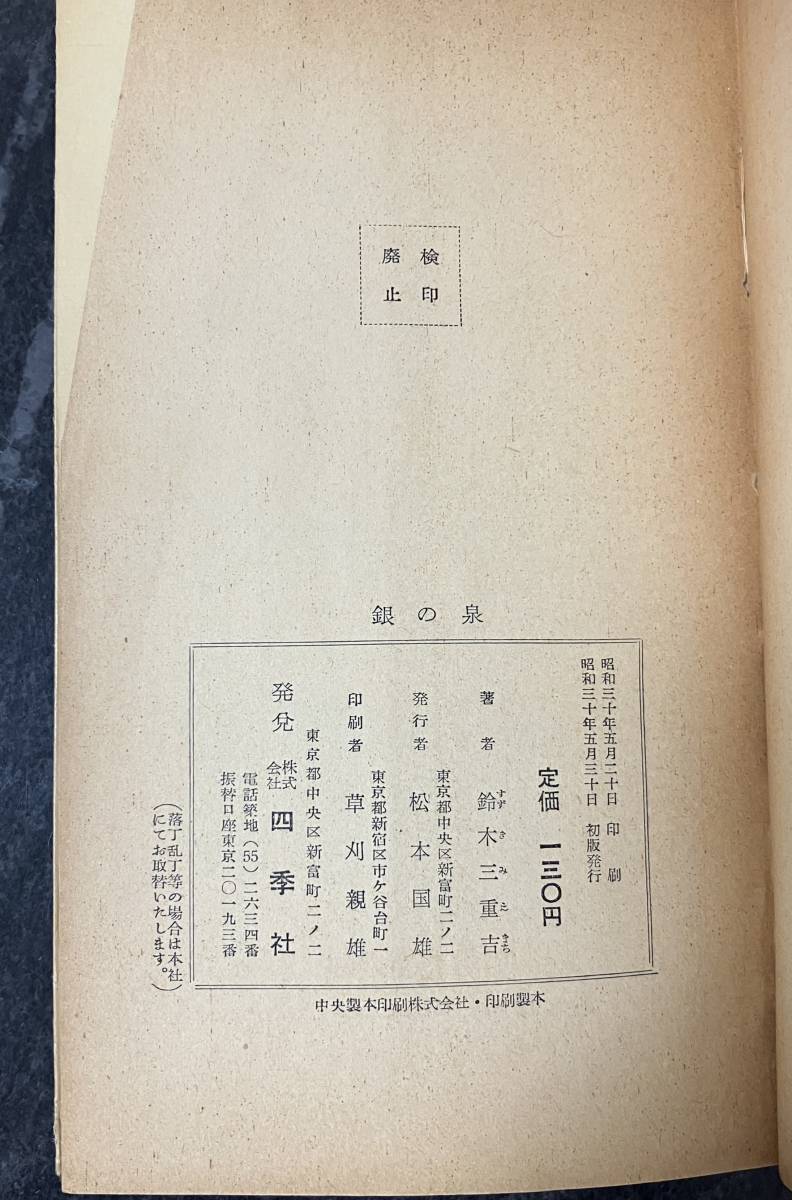 検印
廃止
銀の泉
昭和三十年五月二十日 印刷
昭和三十年五月三十日 初版発行
定価 一三〇円
著者 鈴木三重吉
すずきみえきち
東京都中央区新富町二ノ二
発行者 松本国雄
東京都新宿区市ケ谷台町一
印刷者 草刈親雄
東京都中央区新富町二ノ二
発兌 株式会社 四季社
電話築地(55)二六三四番
振替口座東京二〇一九三番
(落丁乱丁等の場合は本社
にてお取替いたします。)
中央製本印刷株式会社・印刷製本